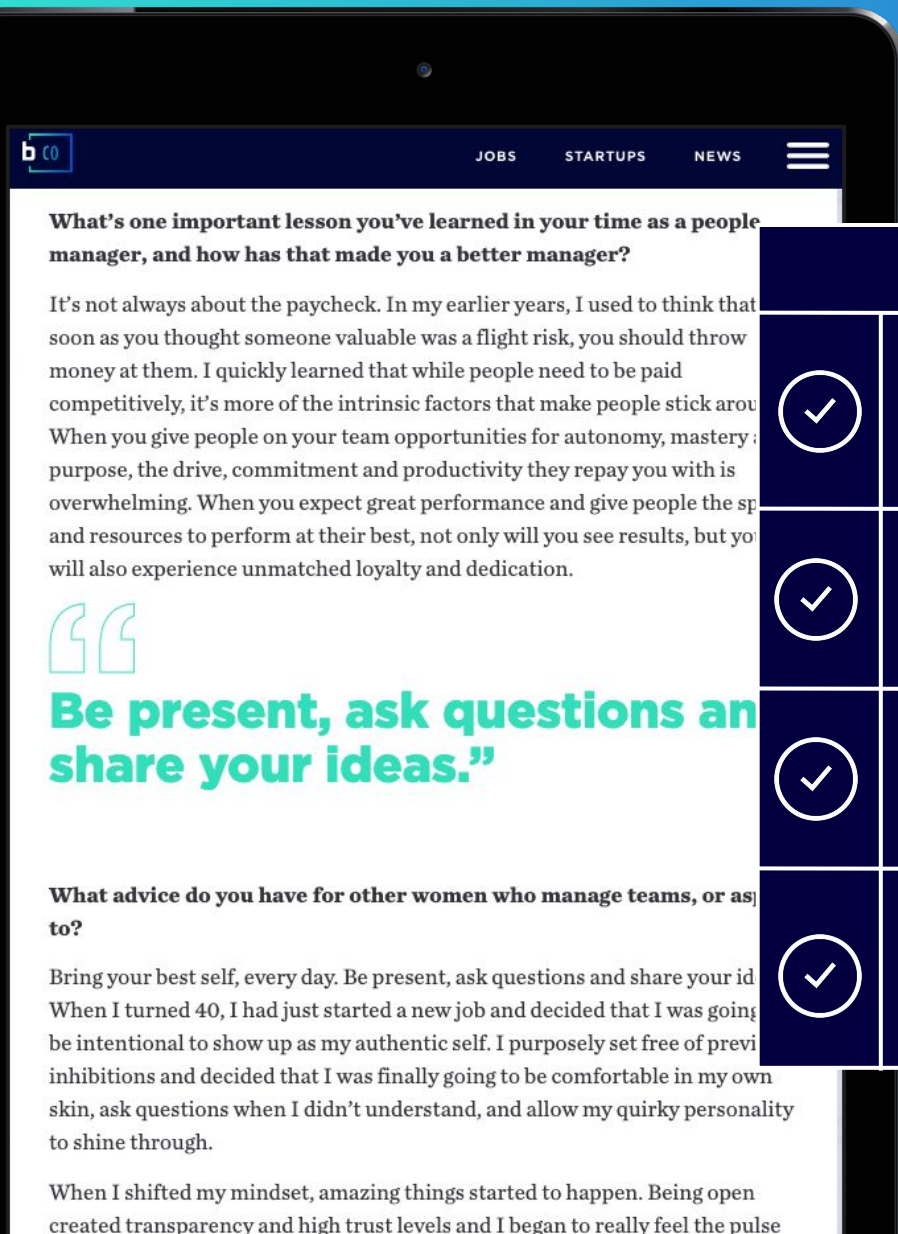 b CO
JOBS STARTUPS NEWS
What’s one important lesson you’ve learned in your time as a people
manager, and how has that made you a better manager?
It’s not always about the paycheck. In my earlier years, I used to think that
soon as you thought someone valuable was a flight risk, you should throw
money at them. I quickly learned that while people need to be paid
competitively, it’s more of the intrinsic factors that make people stick
When you give people on your team opportunities for autonomy, mastery
purpose, the drive, commitment and productivity they repay you with is
overwhelming. When you expect great performance and give people the
and resources to perform at their best, not only will you see results, but
will also experience unmatched loyalty and dedication.
“
Be present, ask questions
share your ideas.”
What advice do you have for other women who manage teams, or
to?
Bring your best self, every day. Be present, ask questions and share your
When I turned 40, I had just started a new job and decided that I was going
be intentional to show up as my authentic self. I purposely set free of
inhibitions and decided that I was finally going to be comfortable in my own
skin, ask questions when I didn’t understand, and allow my quirky personality
to shine through.
When I shifted my mindset, amazing things started to happen. Being open
created transparency and high trust levels and I began to really feel the pulse